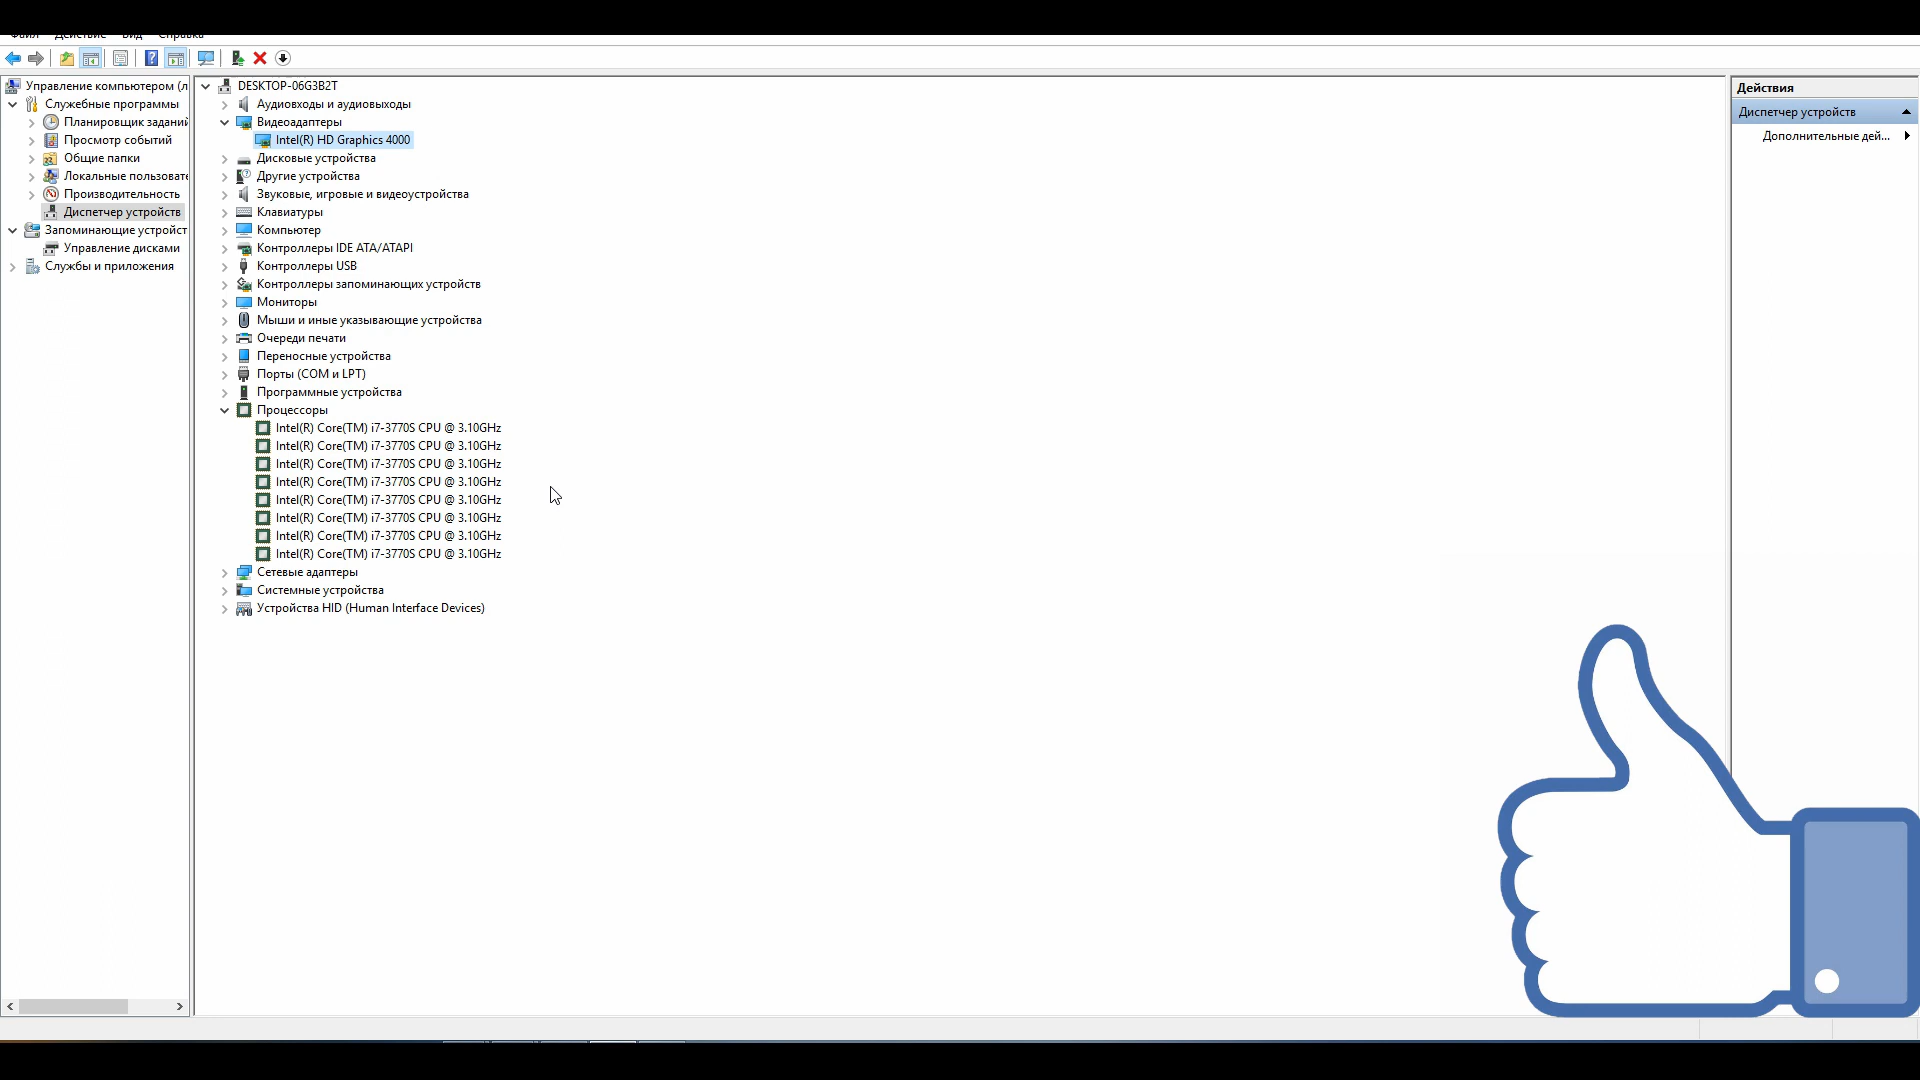 Файл Действие Вид Справка
Управление компьютером (л
Служебные программы
Планировщик заданий
Просмотр событий
Общие папки
Локальные пользовате
Производительность
Диспетчер устройств
Запоминающие устройст
Управление дисками
Службы и приложения
DESKTOP-06G3B2T
Аудиовходы и аудиовыходы
Видеоадаптеры
Intel(R) HD Graphics 4000
Дисковые устройства
Другие устройства
Звуковые, игровые и видеоустройства
Клавиатуры
Компьютер
Контроллеры IDE ATA/ATAPI
Контроллеры USB
Контроллеры запоминающих устройств
Мониторы
Мыши и иные указывающие устройства
Очереди печати
Переносные устройства
Порты (COM и LPT)
Программные устройства
Процессоры
Intel(R) Core(TM) i7-3770S CPU @ 3.10GHz
Intel(R) Core(TM) i7-3770S CPU @ 3.10GHz
Intel(R) Core(TM) i7-3770S CPU @ 3.10GHz
Intel(R) Core(TM) i7-3770S CPU @ 3.10GHz
Intel(R) Core(TM) i7-3770S CPU @ 3.10GHz
Intel(R) Core(TM) i7-3770S CPU @ 3.10GHz
Intel(R) Core(TM) i7-3770S CPU @ 3.10GHz
Intel(R) Core(TM) i7-3770S CPU @ 3.10GHz
Сетевые адаптеры
Системные устройства
Устройства HID (Human Interface Devices)
Действия
Диспетчер устройств
Дополнительные дей...